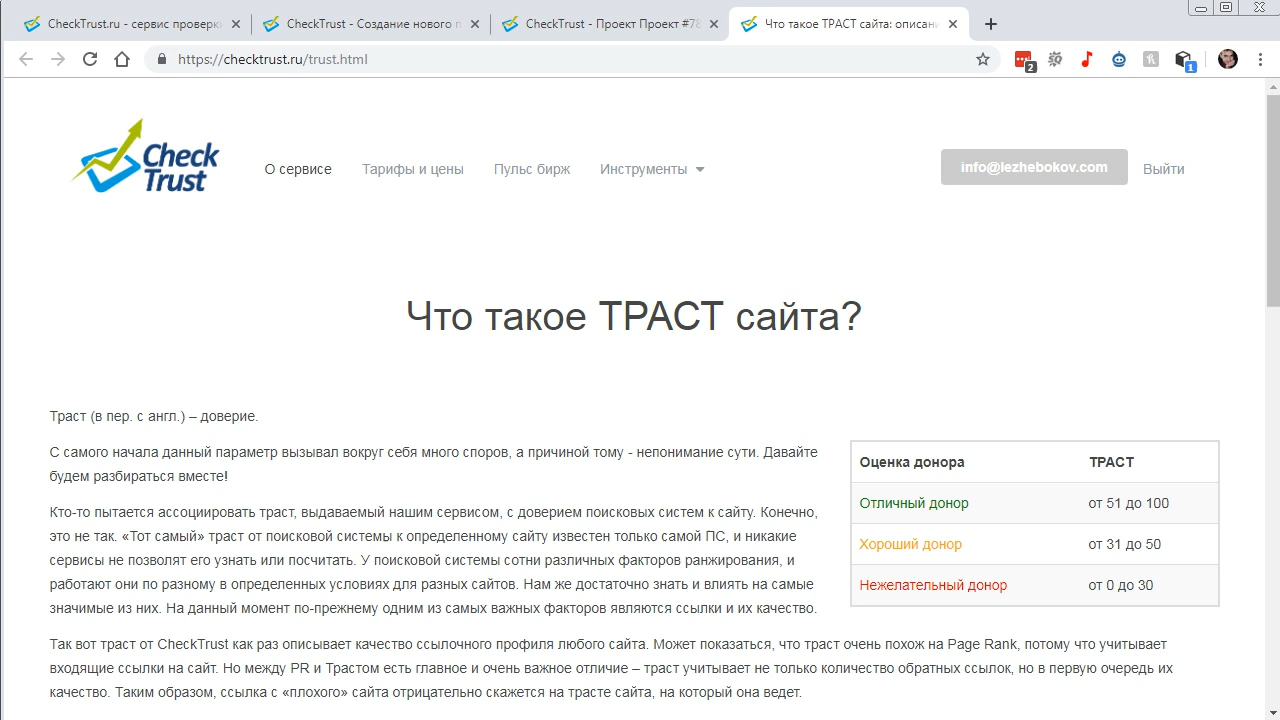 CheckTrust.ru - сервис проверк
CheckTrust - Создание нового п
CheckTrust - Проект Проект #78
Что такое ТРАСТ сайта: описани
https://checktrust.ru/trust.html
2
1
Check
Trust
О сервисе
Тарифы и цены
Пульс бирж
Инструменты
info@lezhebokov.com
Выйти
Что такое ТРАСТ сайта?
Траст (в пер. с англ.) – доверие.
С самого начала данный параметр вызывал вокруг себя много споров, а причиной тому - непонимание сути. Давайте
будем разбираться вместе!
Кто-то пытается ассоциировать траст, выдаваемый нашим сервисом, с доверием поисковых систем к сайту. Конечно,
это не так. «Тот самый» траст от поисковой системы к определенному сайту известен только самой ПС, и никакие
сервисы не позволят его узнать или посчитать. У поисковой системы сотни различных факторов ранжирования, и
работают они по разному в определенных условиях для разных сайтов. Нам же достаточно знать и влиять на самые
значимые из них. На данный момент по-прежнему одним из самых важных факторов являются ссылки и их качество.
Оценка донора ТРАСТ
Отличный донор от 51 до 100
Хороший донор от 31 до 50
Нежелательный донор от 0 до 30
Так вот траст от CheckTrust как раз описывает качество ссылочного профиля любого сайта. Может показаться, что траст очень похож на Page Rank, потому что учитывает
входящие ссылки на сайт. Но между PR и Трастом есть главное и очень важное отличие – траст учитывает не только количество обратных ссылок, но в первую очередь их
качество. Таким образом, ссылка с «плохого» сайта отрицательно скажется на трасте сайта, на который она ведет.